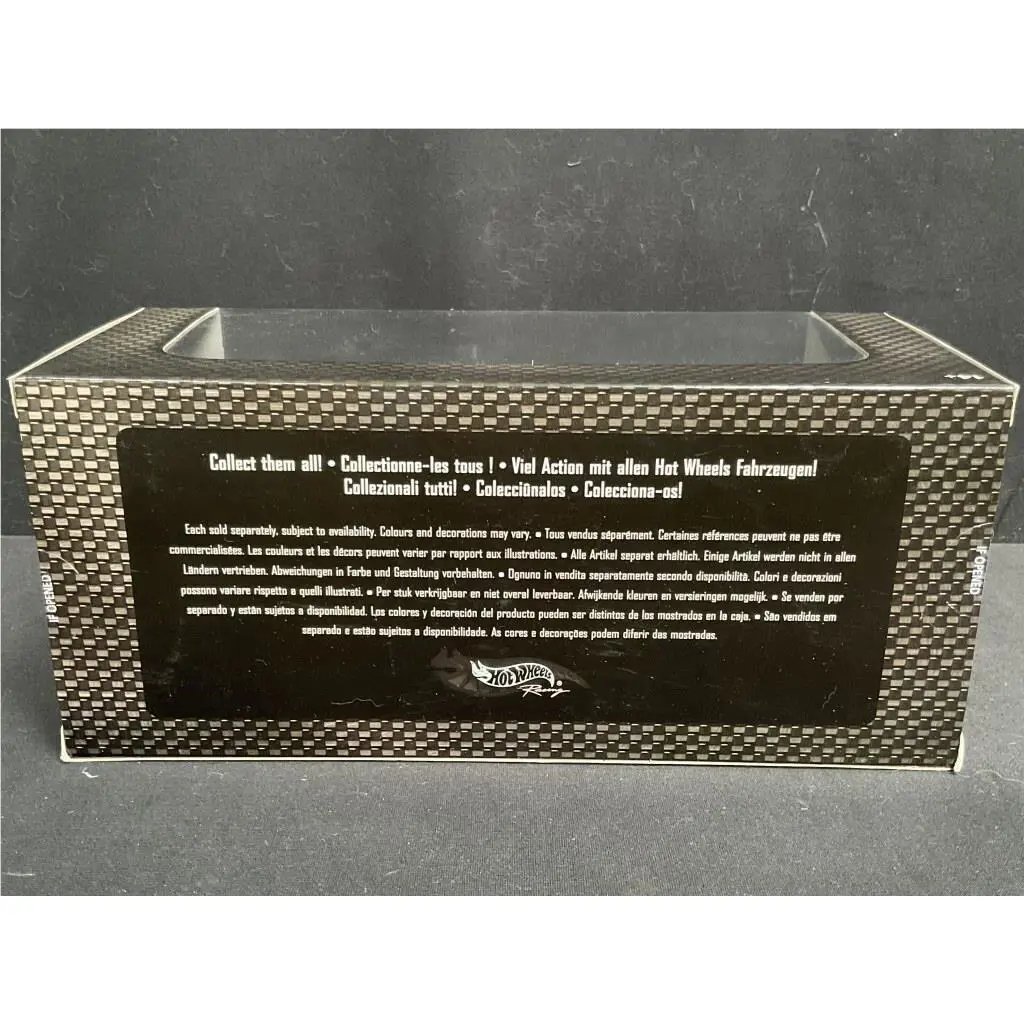 Collect them all! • Collectionne-les tous ! • Viel Action mit allen Hot Wheels Fahrzeugen!
Collezionali tutti! • Colecciūnalos • Colecciona-os!
Each sold separately, subject to availability. Colours and decorations may vary. • Tous vendus séparément. Certaines références peuvent ne pas être
commercialisées. Les couleurs et les décors peuvent varier par rapport aux illustrations. • Alle Artikel separat erhältlich. Einige Artikel werden nicht in allen
Ländern vertrieben. Abweichungen in Farbe und Gestaltung vorbehalten. • Ognuno in vendita separatamente secondo disponibilità. Colori e decorazioni
possono variare rispetto a quelli illustrati. • Per stuk verkrijgbaar en niet overal leverbaar. Afwijkende kleuren en versieringen mogelijk. • Se venden por
separado y están sujetos a disponibilidad. Los colores y decoración del producto pueden ser distintos de los mostrados en la caja. • São vendidos em
separado e estão sujeitos a disponibilidade. As cores e decorações podem diferir das mostradas.
HOT WHEELS
Racing
IF OPENED
IF OPENED